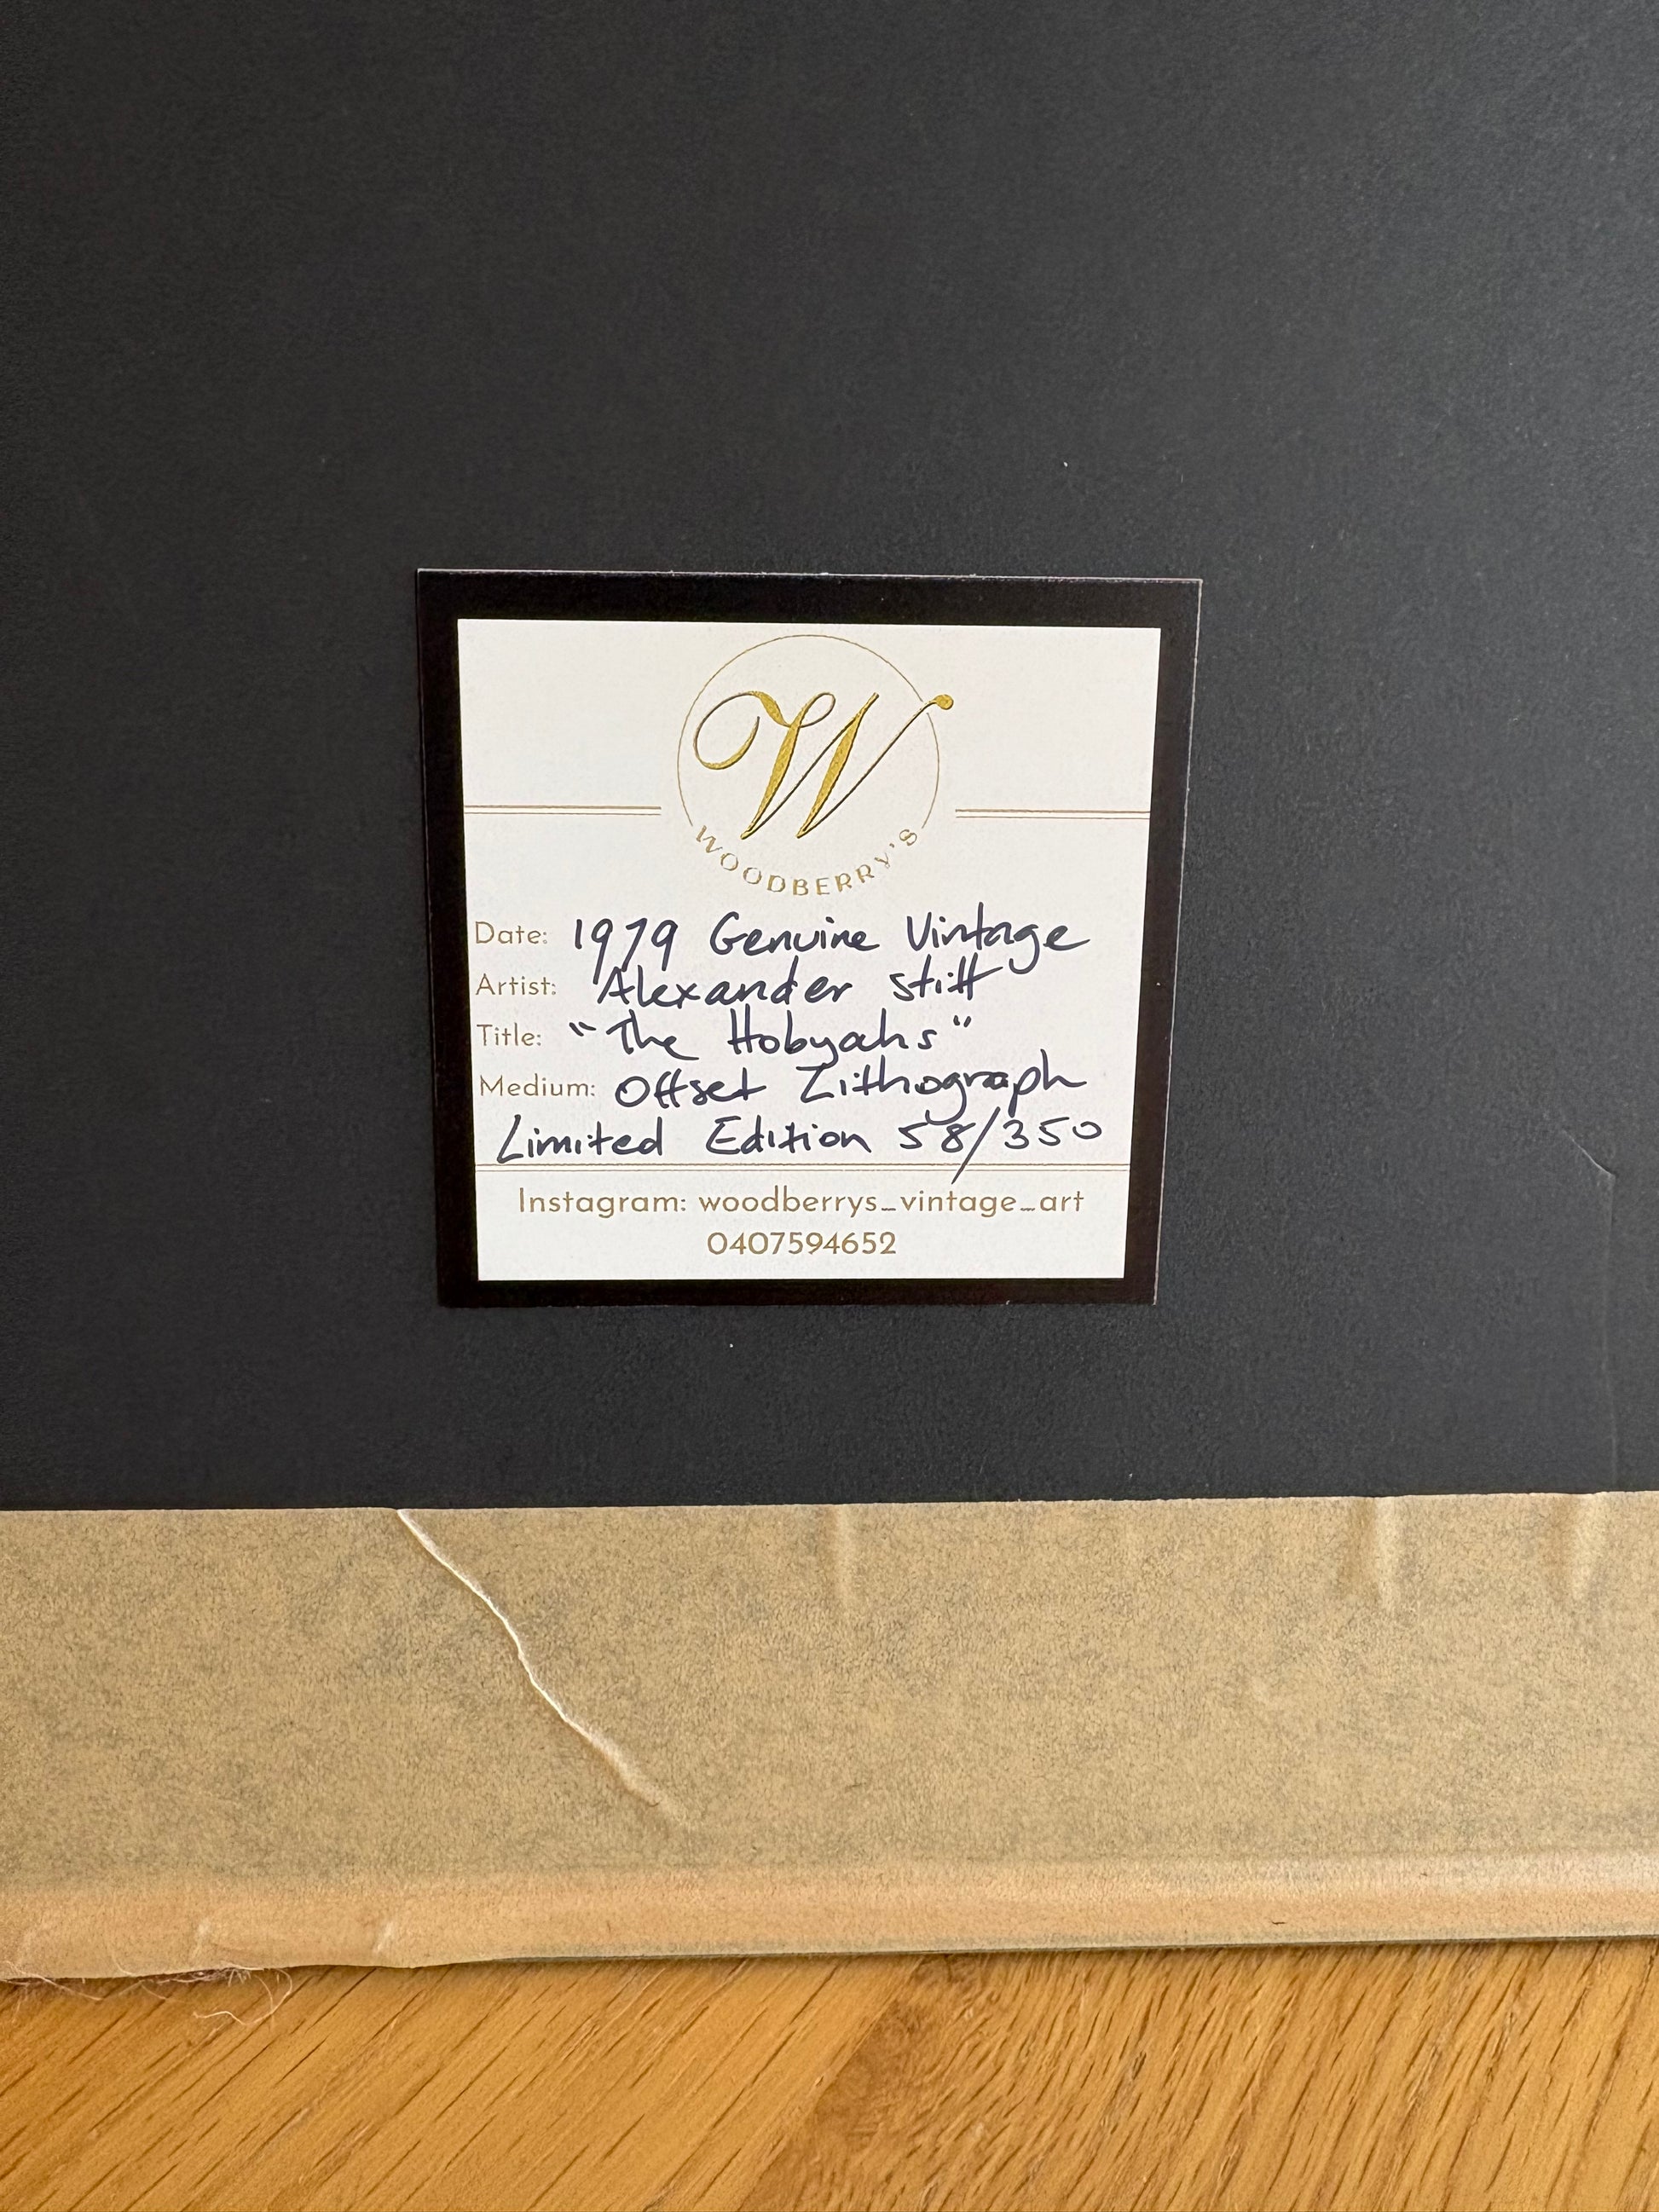 W
WOODBERRY'S
Date: 1979 Genuine Vintage
Artist: Alexander Stitt
Title: "The Hobyahs"
Medium: Offset Lithograph
Limited Edition 58/350
Instagram: woodberrys_vintage_art
0407594652